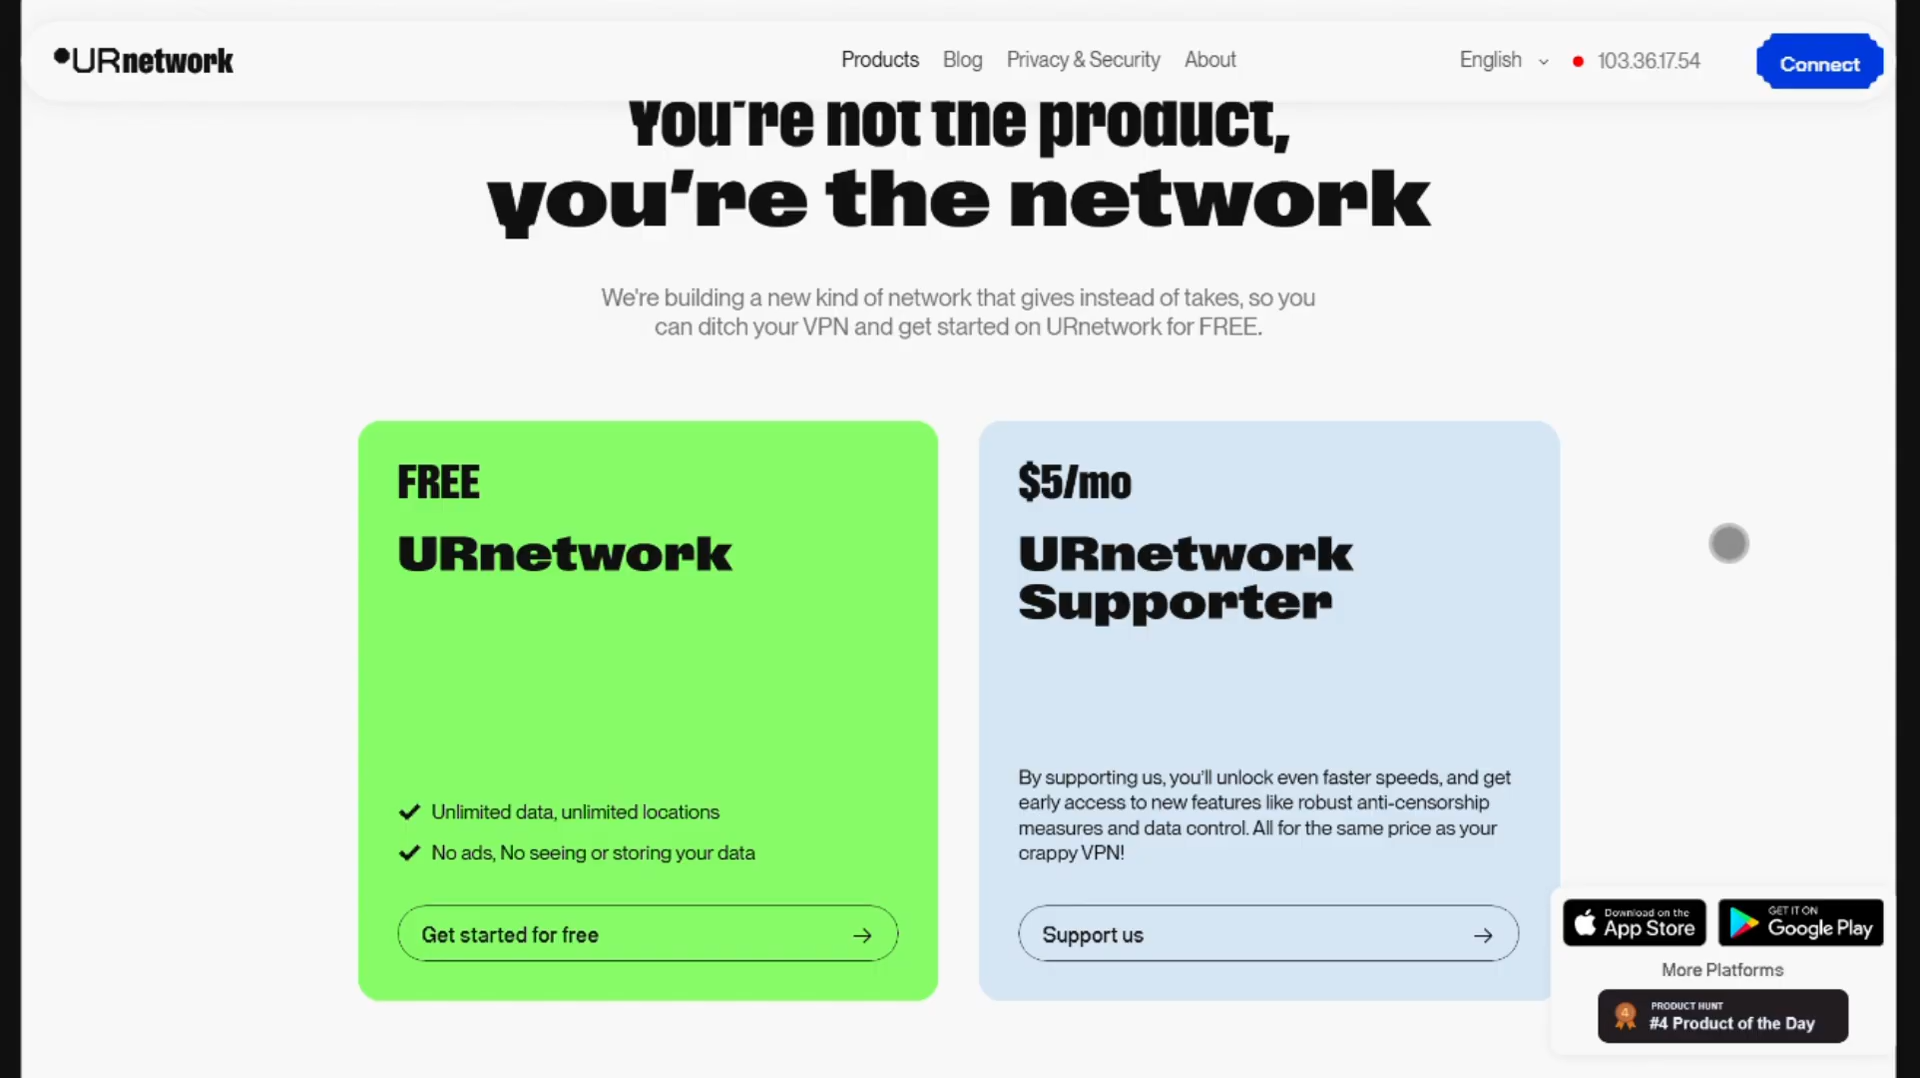 URnetwork
Products Blog Privacy & Security About
English 103.36.17.54
Connect
You're not the product,
you're the network
We're building a new kind of network that gives instead of takes, so you
can ditch your VPN and get started on URnetwork for FREE.
FREE
URnetwork
Unlimited data, unlimited locations
No ads, No seeing or storing your data
Get started for free
$5/mo
URnetwork
Supporter
By supporting us, you'll unlock even faster speeds, and get
early access to new features like robust anti-censorship
measures and data control. All for the same price as your
crappy VPN!
Support us
Download on the
App Store
GET IT ON
Google Play
More Platforms
4
PRODUCT HUNT
#4 Product of the Day